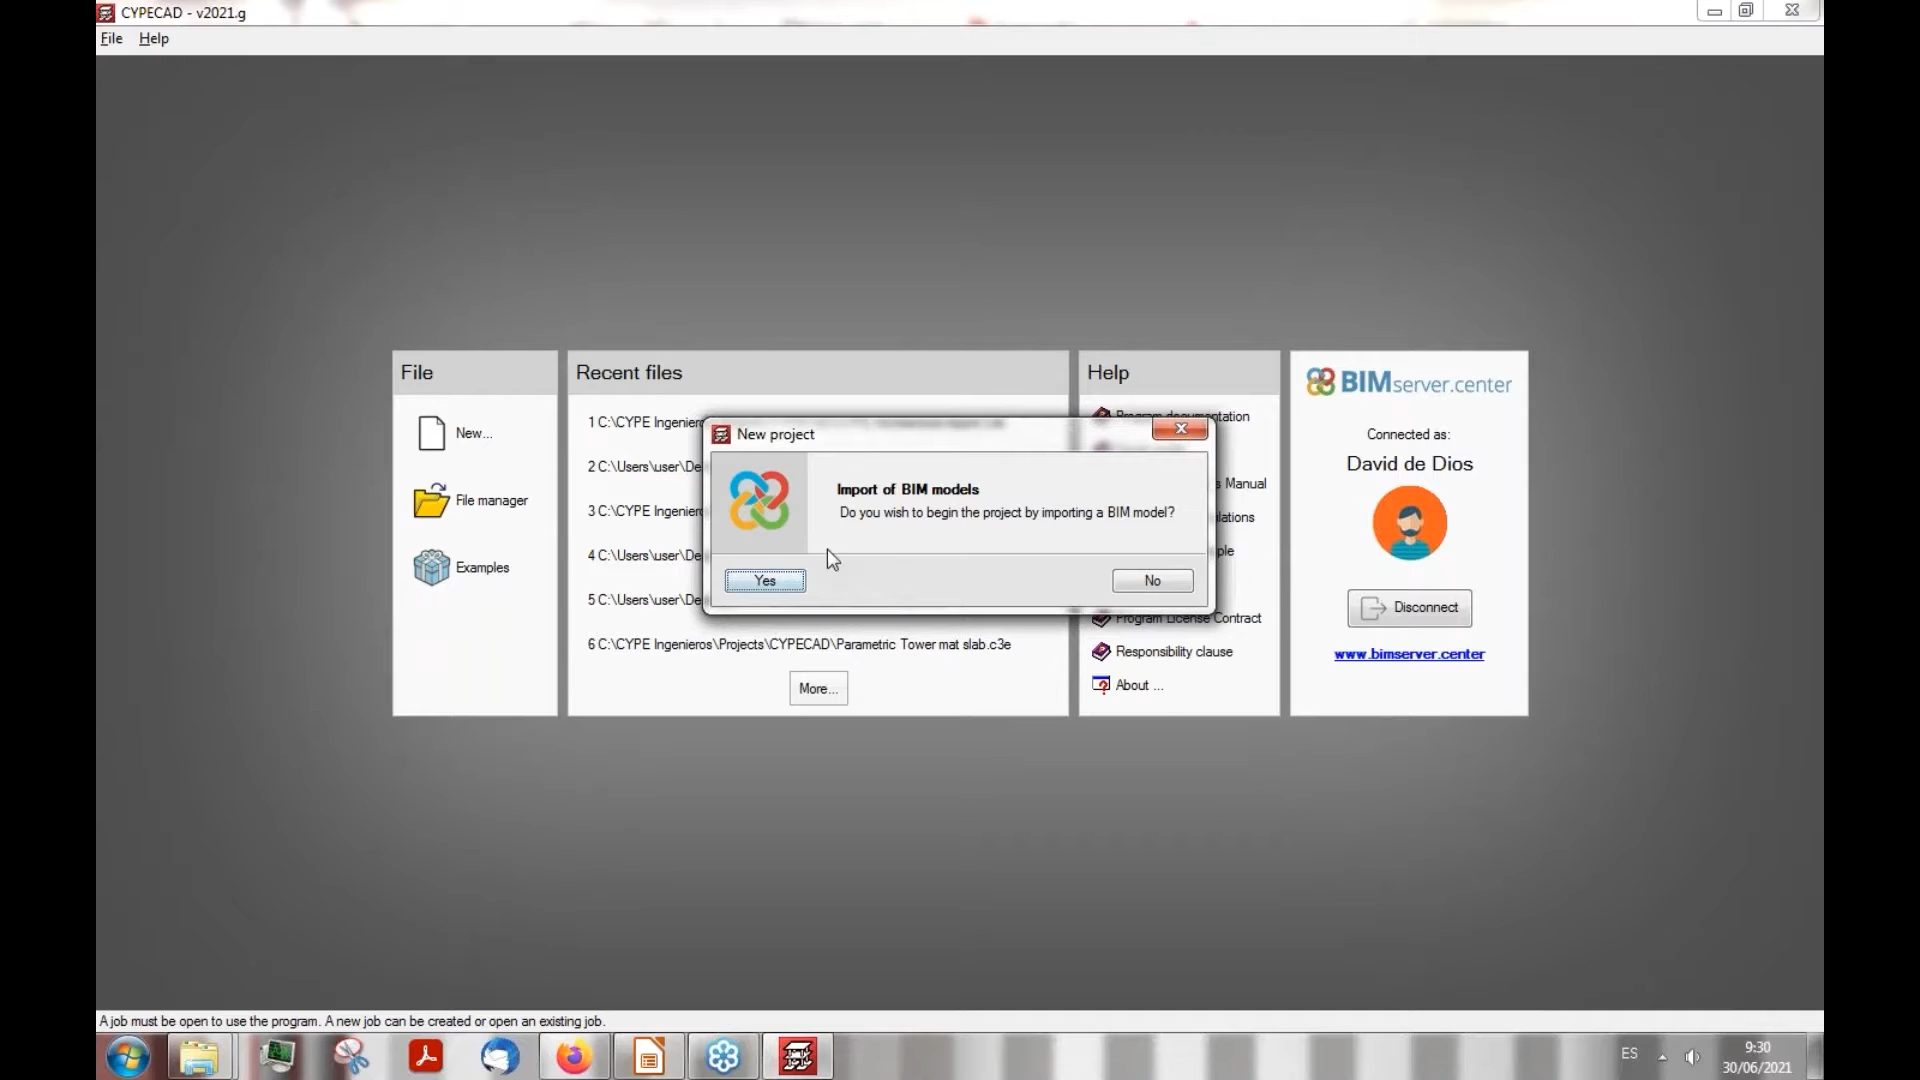 CYPECAD - v2021.g
File Help
File
New...
File manager
Examples
Recent files
1 C:\CYPE Ingeniero
2 C:\Users\user\De
3 C:\CYPE Ingenier
4 C:\Users\user\De
5 C:\Users\user\De
6 C:\CYPE Ingenieros\Projects\CYPECAD\Parametric Tower mat slab.c3e
More...
New project
Import of BIM models
Do you wish to begin the project by importing a BIM model?
Yes
No
Help
Program documentation
s Manual
Program License Contract
Responsibility clause
About ...
BIMserver.center
Connected as:
David de Dios
Disconnect
www.bimserver.center
A job must be open to use the program. A new job can be created or open an existing job.
ES
9:30
30/06/2021